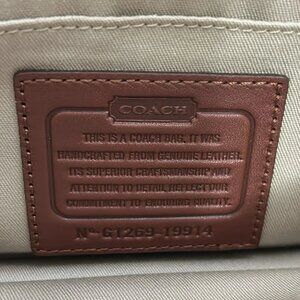 COACH
THIS IS A COACH BAG. IT WAS
HANDCRAFTED FROM GENUINE LEATHER.
ITS SUPERIOR CRAFTSMANSHIP AND
ATTENTION TO DETAIL REFLECT OUR
COMMITMENT TO ENDURING QUALITY.
Nº G1269-19914